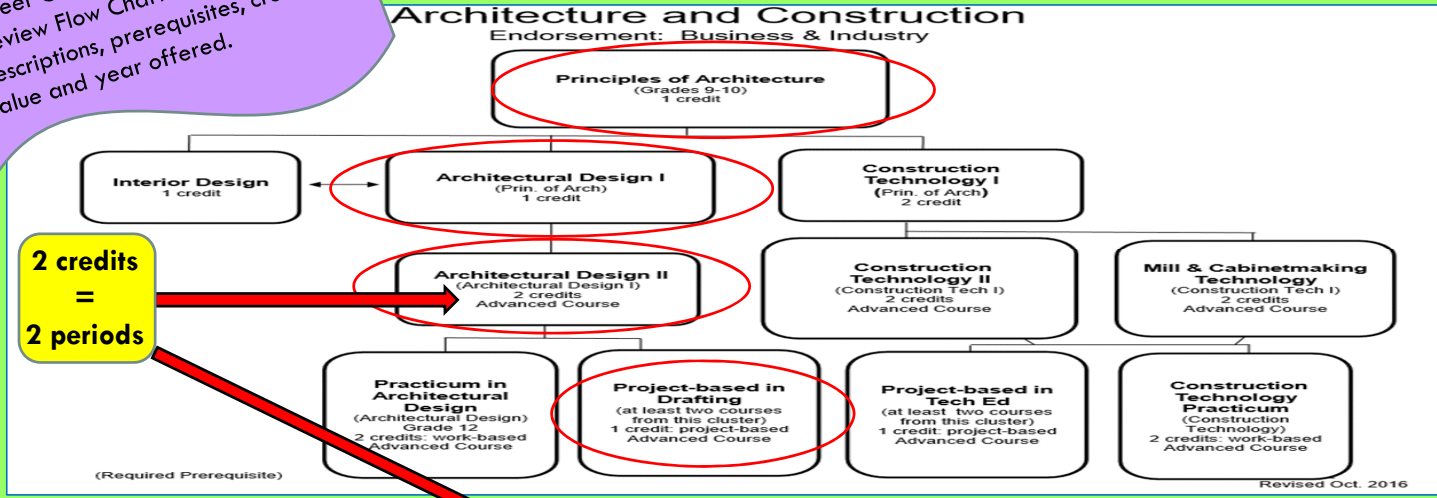 eview Flow Chart
escriptions, prerequisites, cre
alue and year offered.
Architecture and Construction
Endorsement: Business & Industry
Principles of Architecture
(Grades 9-10)
1 credit
Interior Design
1 credit
Architectural Design I
(Prin. of Arch)
1 credit
Construction
Technology I
(Prin. of Arch)
2 credit
2 credits
=
2 periods
Architectural Design II
(Architectural Design I)
2 credits
Advanced Course
Construction
Technology II
(Construction Tech I)
2 credits
Advanced Course
Mill & Cabinetmaking
Technology
(Construction Tech I)
2 credits
Advanced Course
Practicum in
Architectural
Design
(Architectural Design)
Grade 12
2 credits: work-based
Advanced Course
Project-based in
Drafting
(at least two courses
from this cluster)
1 credit: project-based
Advanced Course
Project-based in
Tech Ed
(at least two courses
from this cluster)
1 credit: project-based
Advanced Course
Construction
Technology
Practicum
(Construction
Technology)
2 credits: work-based
Advanced Course
(Required Prerequisite)
Revised Oct. 2016